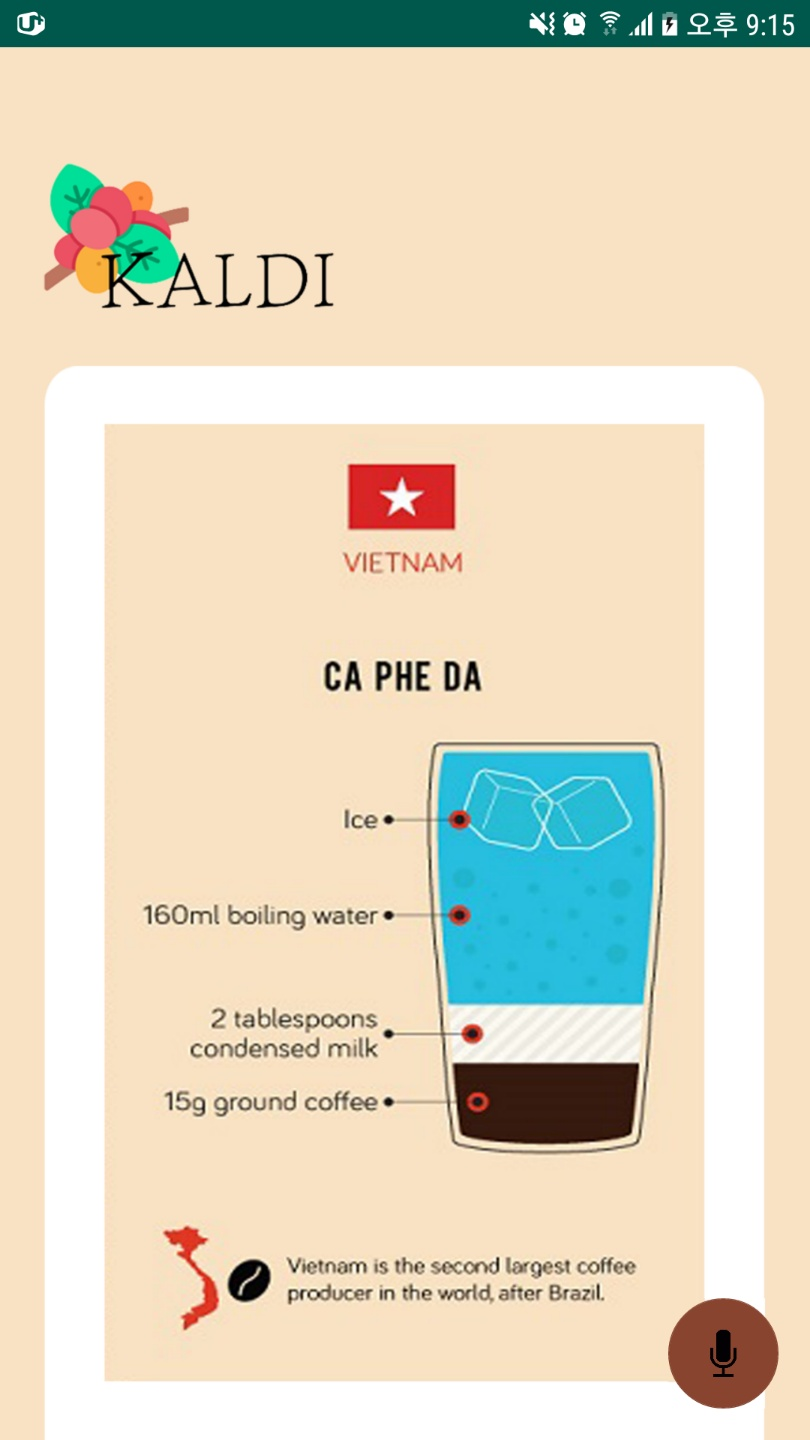 오후 9:15
KALDI
VIETNAM
CA PHE DA
Ice
160ml boiling water
2 tablespoons
condensed milk
15g ground coffee
Vietnam is the second largest coffee
producer in the world, after Brazil.